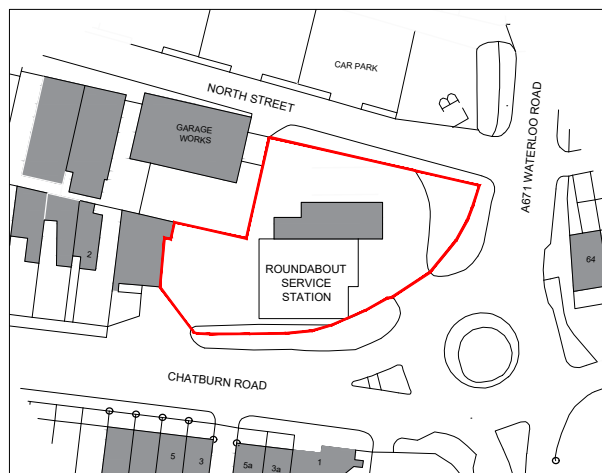 CAR PARK
NORTH STREET
A671 WATERLOO ROAD
GARAGE
WORKS
2
64
ROUNDABOUT
SERVICE
STATION
CHATBURN ROAD
5
3
5a
3a
1